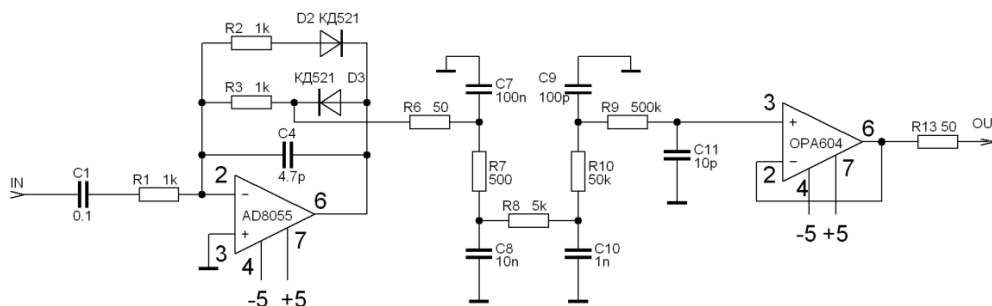 R2 1k
D2 КД521
R3 1k
КД521 D3
C4
4.7p
IN
C1
0.1
R1 1k
2
3
AD8055
6
7
4
-5 +5
R6 50
C7
100n
R7
500
R8 5k
C8
10n
C9
100p
R9 500k
R10
50k
C10
1n
C11
10p
3
2
OPA604
6
7
4
-5 +5
R13 50
OU